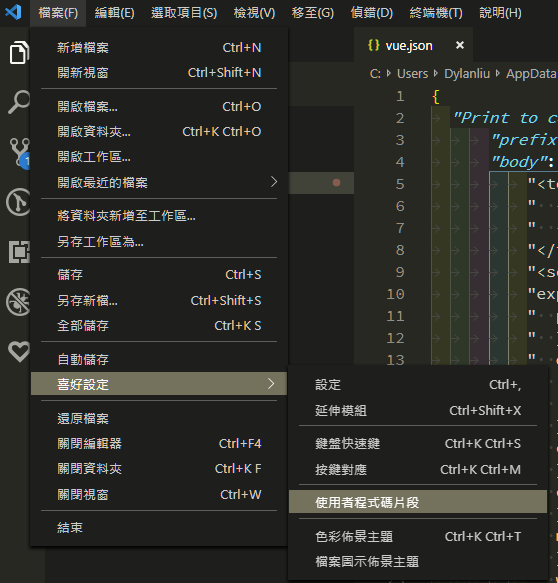 檔案(F) 編輯(E) 選取項目(S) 檢視(V) 移至(G) 偵錯(D) 終端機(T) 說明(H)
新增檔案 Ctrl+N
開新視窗 Ctrl+Shift+N
開啟檔案... Ctrl+O
開啟資料夾... Ctrl+K Ctrl+O
開啟工作區...
開啟最近的檔案
將資料夾新增至工作區...
另存工作區為...
儲存 Ctrl+S
另存新檔... Ctrl+Shift+S
全部儲存 Ctrl+K S
自動儲存
喜好設定
還原檔案
關閉編輯器 Ctrl+F4
關閉資料夾 Ctrl+K F
關閉視窗 Ctrl+W
結束
設定 Ctrl+,
延伸模組 Ctrl+Shift+X
鍵盤快速鍵 Ctrl+K Ctrl+S
按鍵對應 Ctrl+K Ctrl+M
使用者程式碼片段
色彩佈景主題 Ctrl+K Ctrl+T
檔案圖示佈景主題
{} vue.json ×
C: > Users > Dylanliu > AppData
1 {
2 "Print to c
3 "prefix
4 "body":
5 "<te
6 "
7 "
8 "</
9 "<s
10 "exp
11 "
12 "
13 "